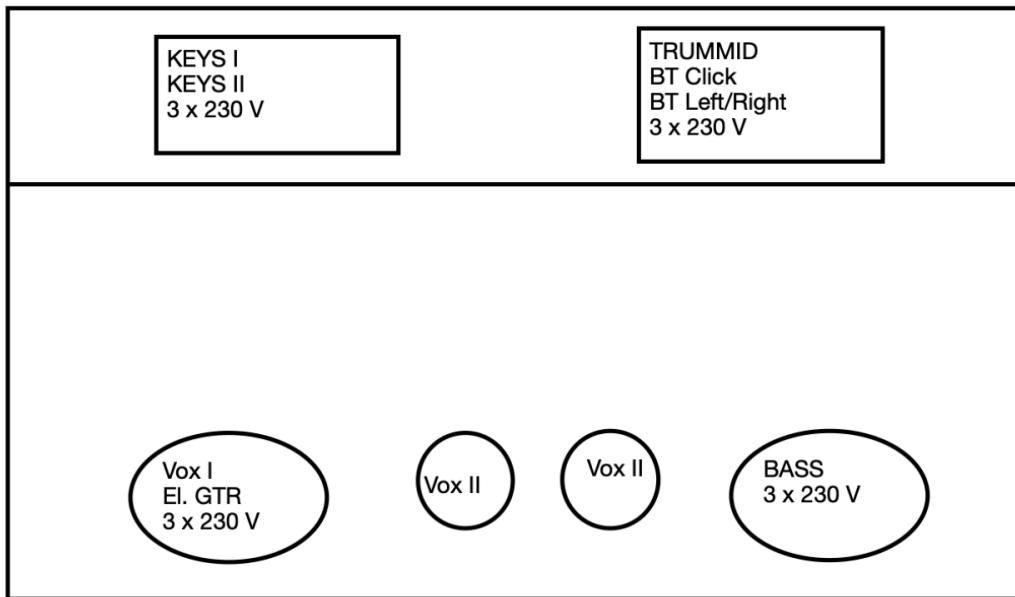 KEYS I
KEYS II
3 x 230 V
TRUMMID
BT Click
BT Left/Right
3 x 230 V
Vox I
El. GTR
3 x 230 V
Vox II
Vox II
BASS
3 x 230 V